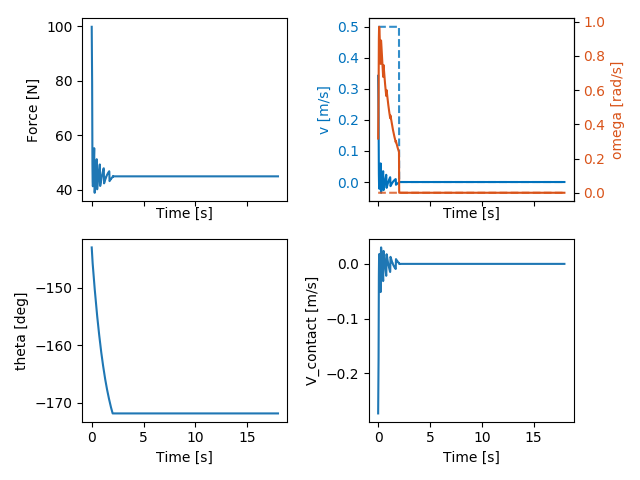 100
80
60
40
Force [N]
Time [s]
0.5
0.4
0.3
0.2
0.1
0.0
v [m/s]
1.0
0.8
0.6
0.4
0.2
0.0
omega [rad/s]
Time [s]
−150
−160
−170
theta [deg]
0 5 10 15
Time [s]
0.0
−0.1
−0.2
V_contact [m/s]
0 5 10 15
Time [s]